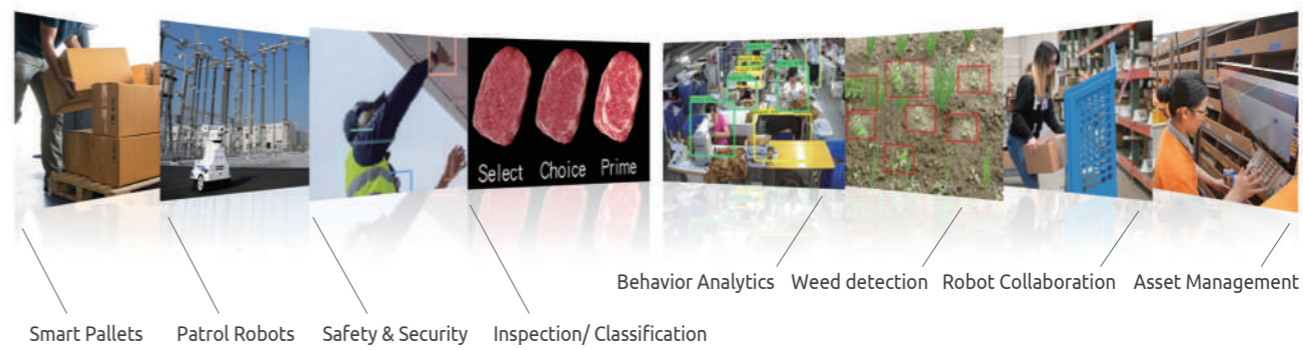 Select Choice Prime
Behavior Analytics Weed detection Robot Collaboration Asset Management
Smart Pallets Patrol Robots Safety & Security Inspection/ Classification